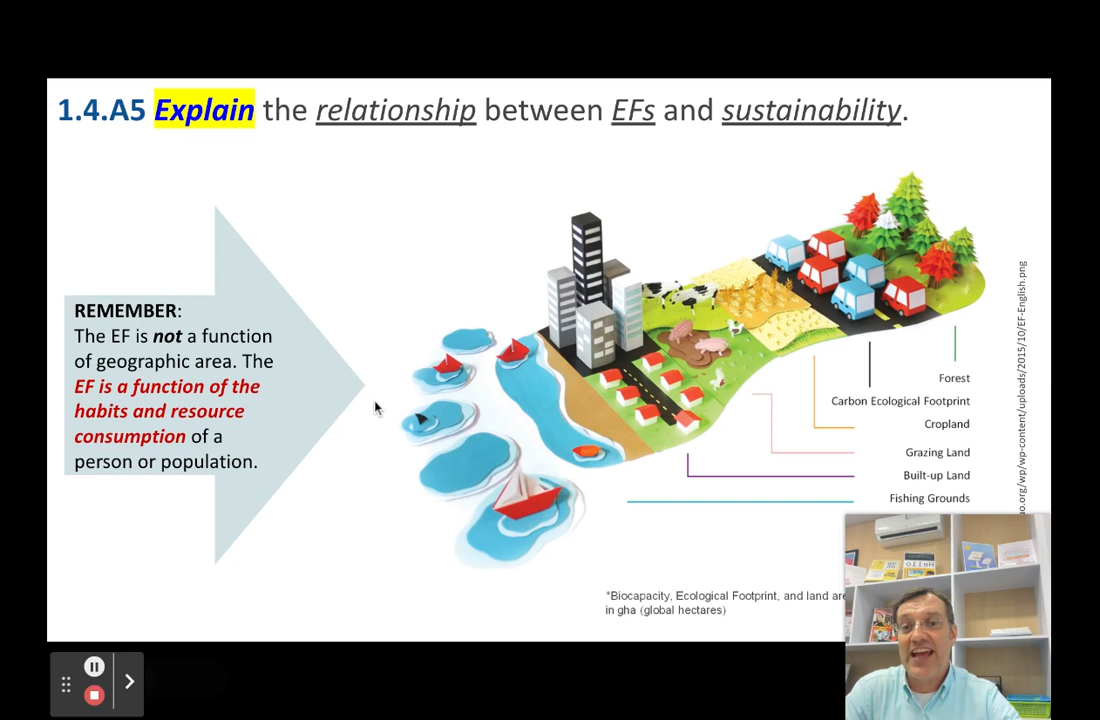 1.4.A5 Explain the relationship between EFs and sustainability.
REMEMBER:
The EF is not a function
of geographic area. The
EF is a function of the
habits and resource
consumption of a
person or population.
Forest
Carbon Ecological Footprint
Cropland
Grazing Land
Built-up Land
Fishing Grounds
uo.org/wp/wp-content/uploads/2015/10/EF-English.png
*Biocapacity, Ecological Footprint, and land are
in gha (global hectares)
Hello